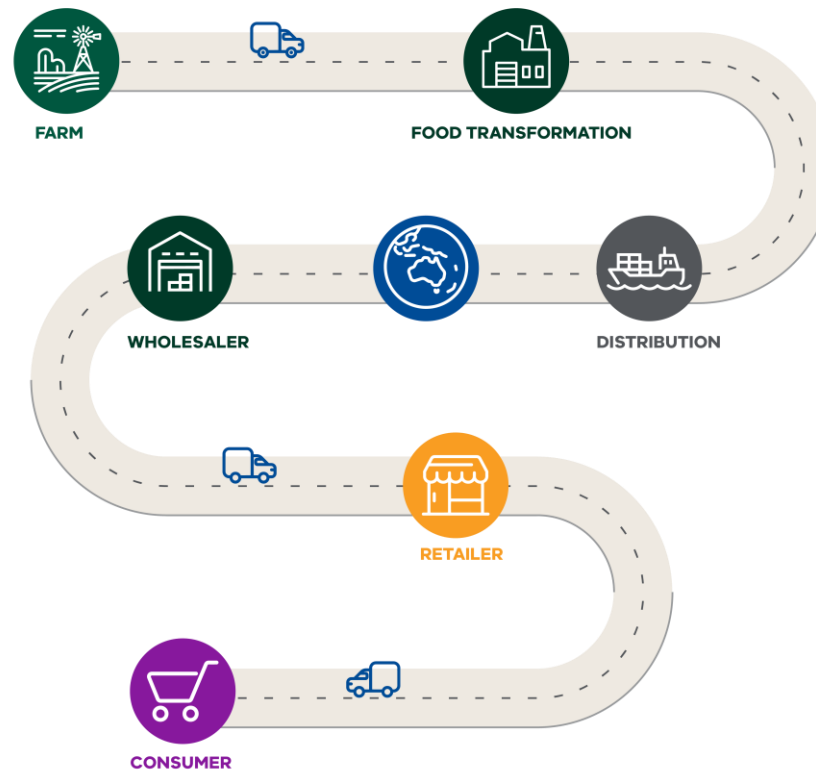 FARM
FOOD TRANSFORMATION
WHOLESALER
DISTRIBUTION
RETAILER
CONSUMER